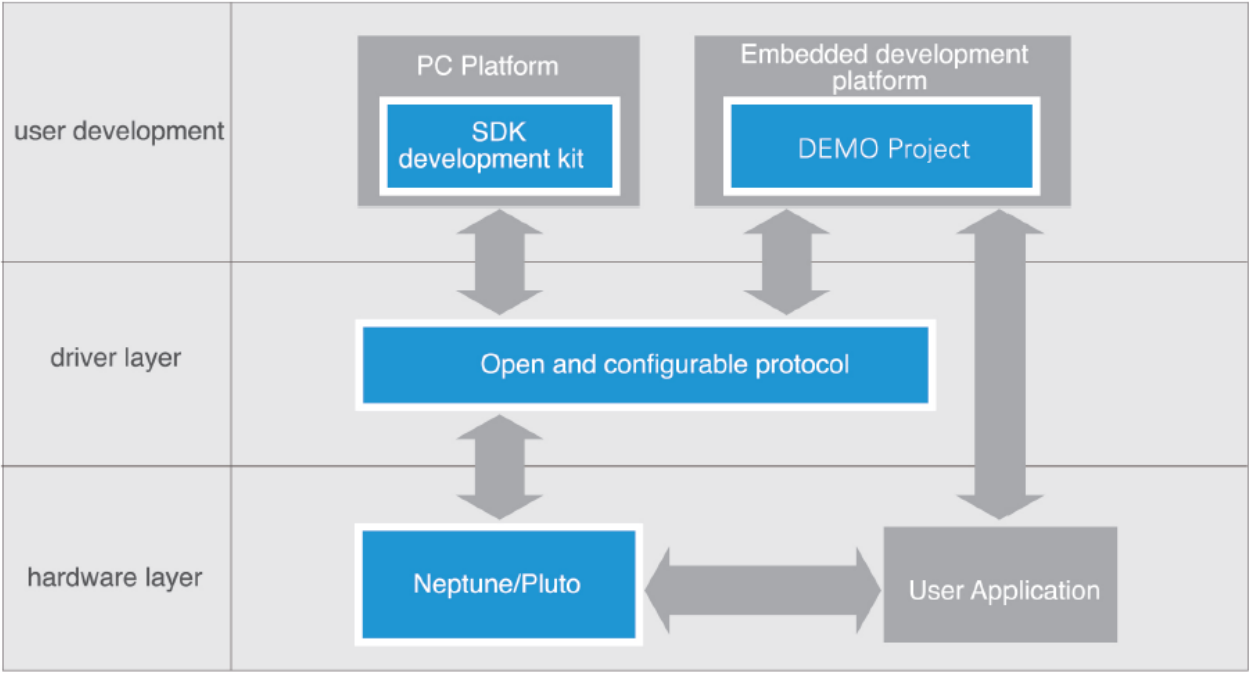 user development
PC Platform
SDK
development kit
Embedded development
platform
DEMO Project
driver layer
Open and configurable protocol
hardware layer
Neptune/Pluto
User Application